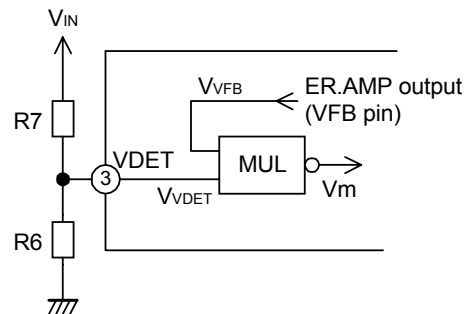 VIN
R7
VDET
3
R6
VVFB
ER.AMP output
(VFB pin)
MUL
VVDET
Vm